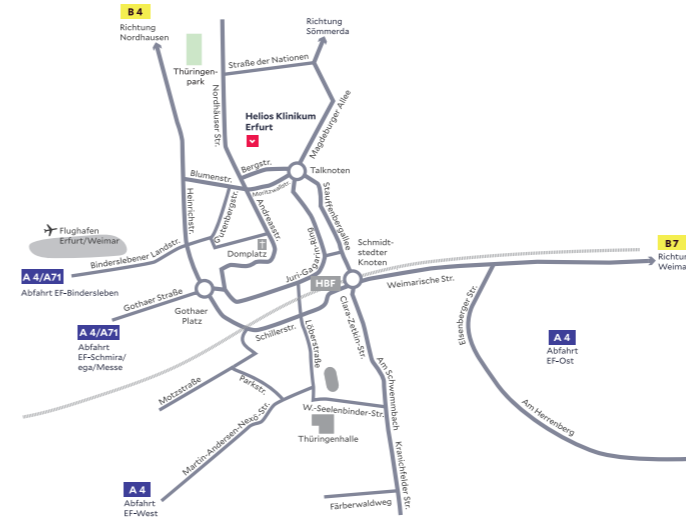 B 4
Richtung
Nordhausen
Richtung
Sömmerda
Straße der Nationen
Thüringen-
park
Nordhäuser Str.
Magdeburger Allee
Helios Klinikum
Erfurt
Bergstr.
Talknoten
Blumenstr.
Moritzwallstr.
Heinrichstr.
Gutenbergstr.
Andreasstr.
Stauffenbergallee
Juri-Gagarin-Ring
Flughafen
Erfurt/Weimar
Binderslebener Landstr.
Domplatz
Schmidt-
stedter
Knoten
B7
Richtu
Weima
A 4/A71
Abfahrt EF-Bindersleben
HBF
Weimarische Str.
Gothaer Straße
Gothaer
Platz
A 4/A71
Abfahrt
EF-Schmira/
ega/Messe
Schillerstr.
Löberstraße
Clara-Zetkin-Str.
Eisenberger Str.
A 4
Abfahrt
EF-Ost
Motzstraße
Parkstr.
Am Schwemmbach
W.-Seelenbinder-Str.
Thüringenhalle
Martin-Andersen-Nexö-Str.
Am Herrenberg
Kranichfelder Str.
A 4
Abfahrt
EF-West
Färberwaldweg